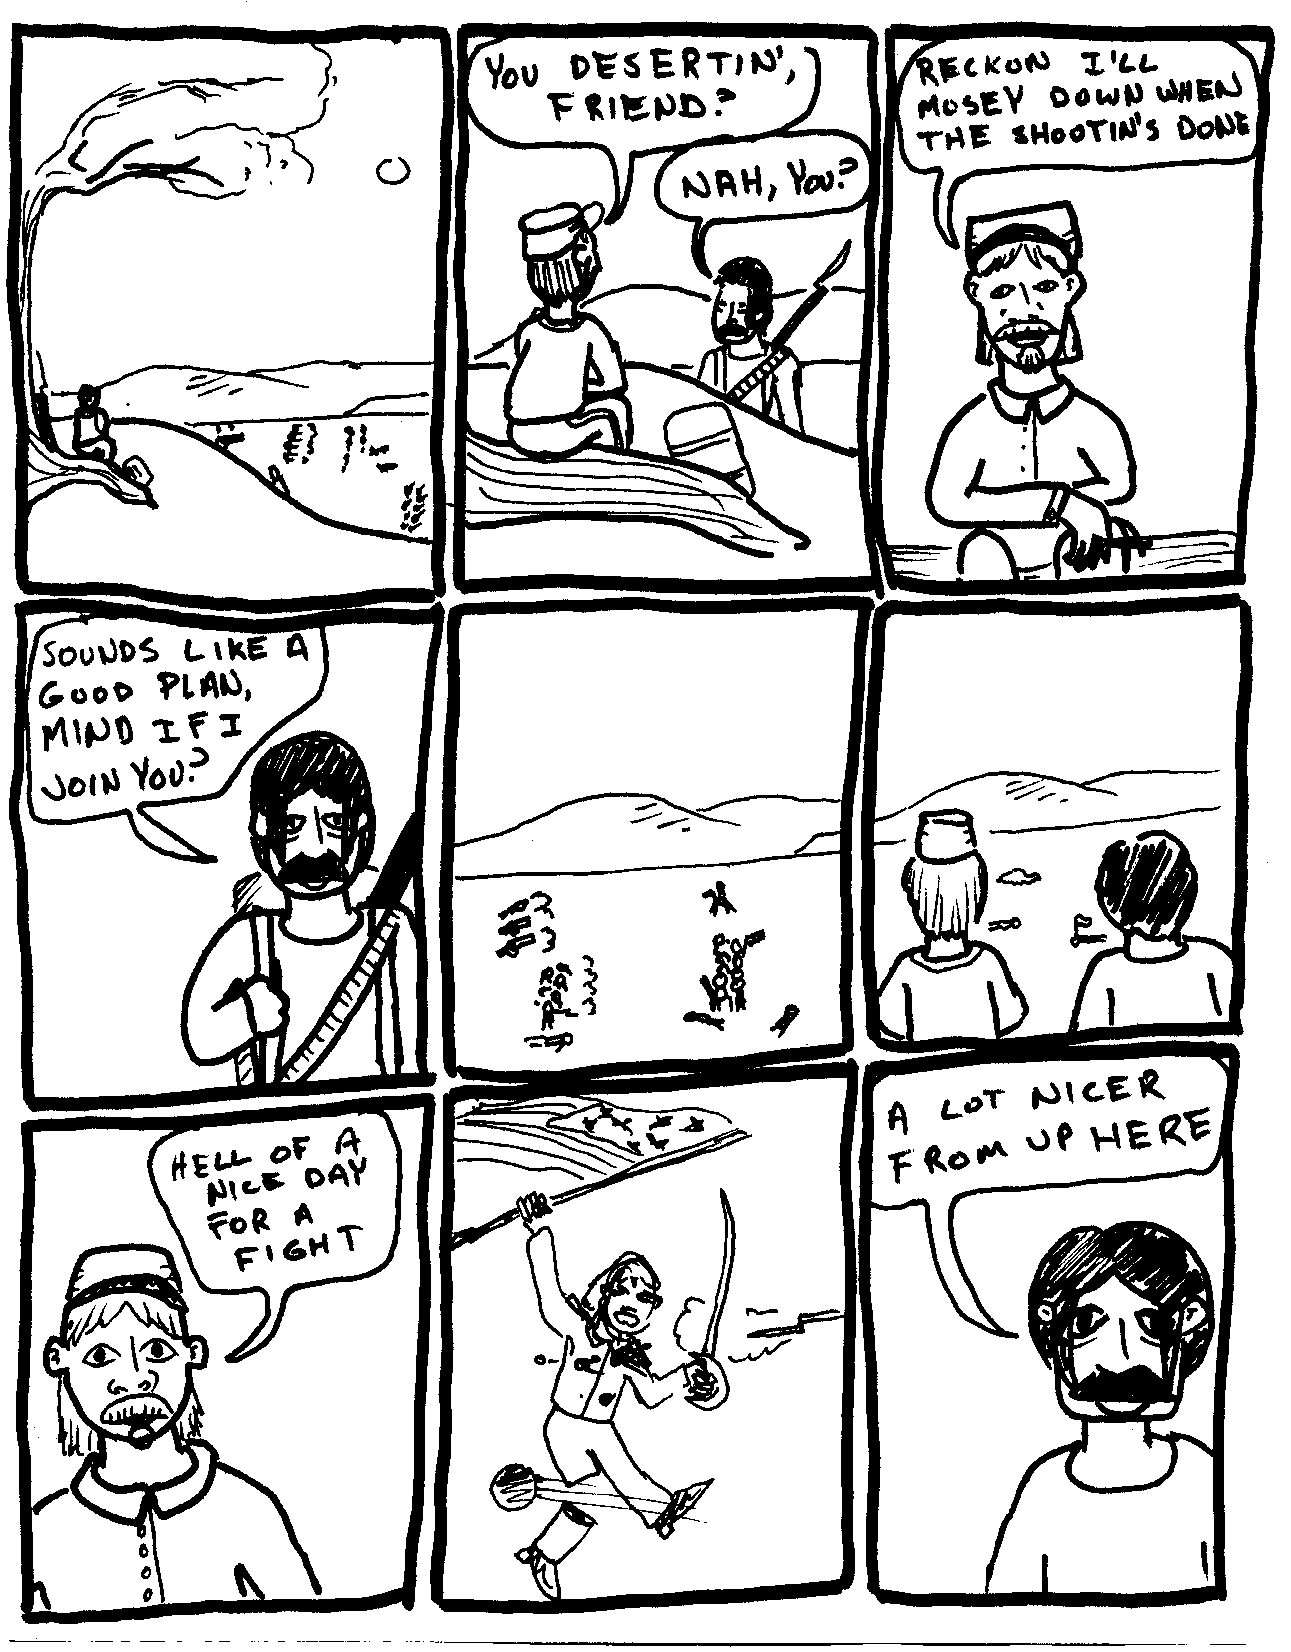 YOU DESERTIN',
FRIEND?
NAH, YOU?
RECKON I'LL
MOSEY DOWN WHEN
THE SHOOTIN'S DONE
SOUNDS LIKE A
GOOD PLAN,
MIND IF I
JOIN YOU?
HELL OF A
NICE DAY
FOR A
FIGHT
A LOT NICER
FROM UP HERE